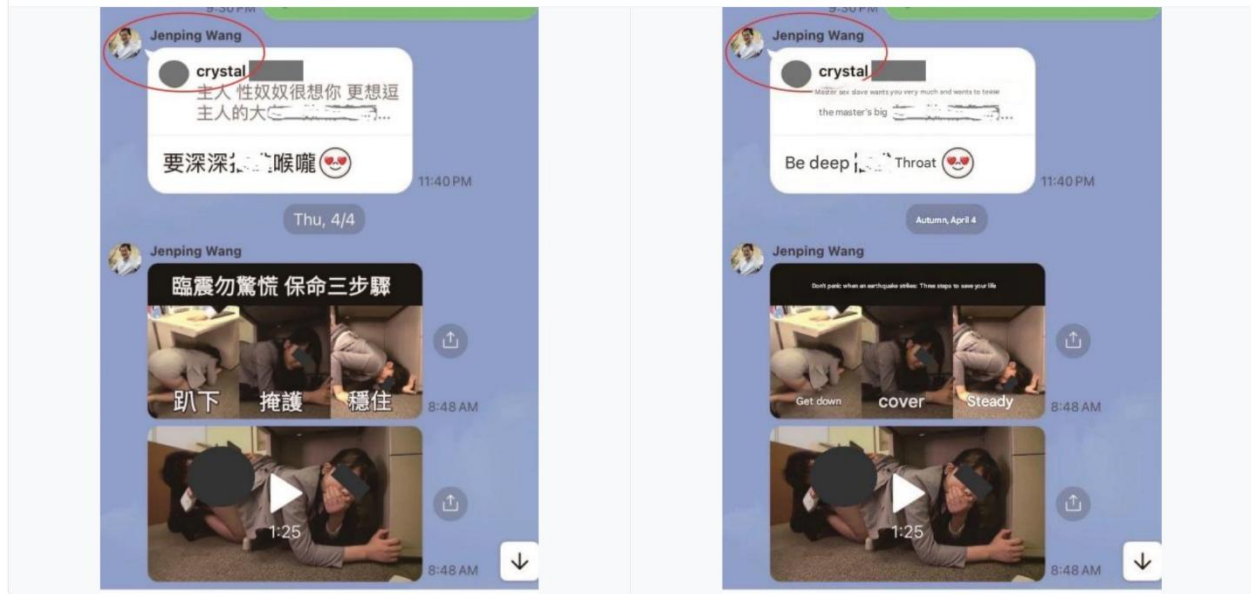 9:30 PM
Jenping Wang
crystal
主人 性奴奴很想你 更想逗
主人的大
...
要深深
喉嚨
11:40 PM
Thu, 4/4
Jenping Wang
臨震勿驚慌 保命三步驟
趴下 掩護 穩住
8:48 AM
1:25
8:48 AM
Jenping Wang
crystal
Master sex slave wants you very much and wants to tease
the master's big
...
Be deep
Throat
11:40 PM
Autumn, April 4
Jenping Wang
Don't panic when an earthquake strikes: Three steps to save your life
Get down cover Steady
8:48 AM
1:25
8:48 AM